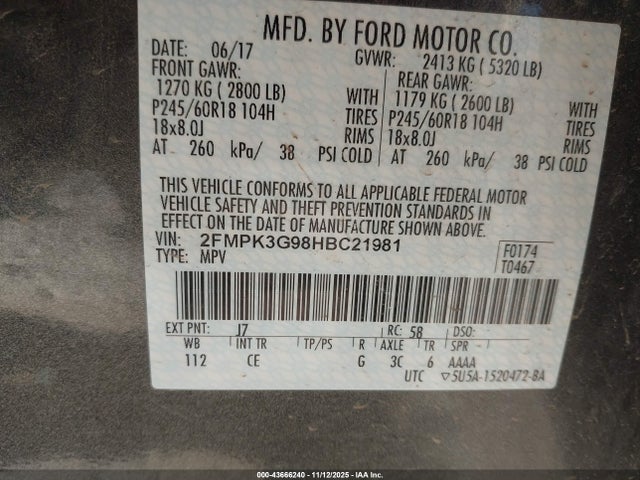 MFD. BY FORD MOTOR CO.
DATE: 06/17 GVWR: 2413 KG ( 5320 LB)
FRONT GAWR: REAR GAWR:
1270 KG ( 2800 LB) WITH 1179 KG ( 2600 LB) WITH
P245/60R18 104H TIRES P245/60R18 104H TIRES
18x8.0J RIMS 18x8.0J RIMS
AT 260 kPa/ 38 PSI COLD AT 260 kPa/ 38 PSI COLD
THIS VEHICLE CONFORMS TO ALL APPLICABLE FEDERAL MOTOR
VEHICLE SAFETY AND THEFT PREVENTION STANDARDS IN
EFFECT ON THE DATE OF MANUFACTURE SHOWN ABOVE.
VIN: 2FMPK3G98HBC21981 F0174
TYPE: MPV T0467
EXT PNT: J7 RC: 58 DSO:
WB INT TR TP/PS R AXLE TR SPR
112 CE G 3C 6 AAAA
UTC ▽5U5A-1520472-BA
000-43666240 - 11/12/2025 - IAA Inc.